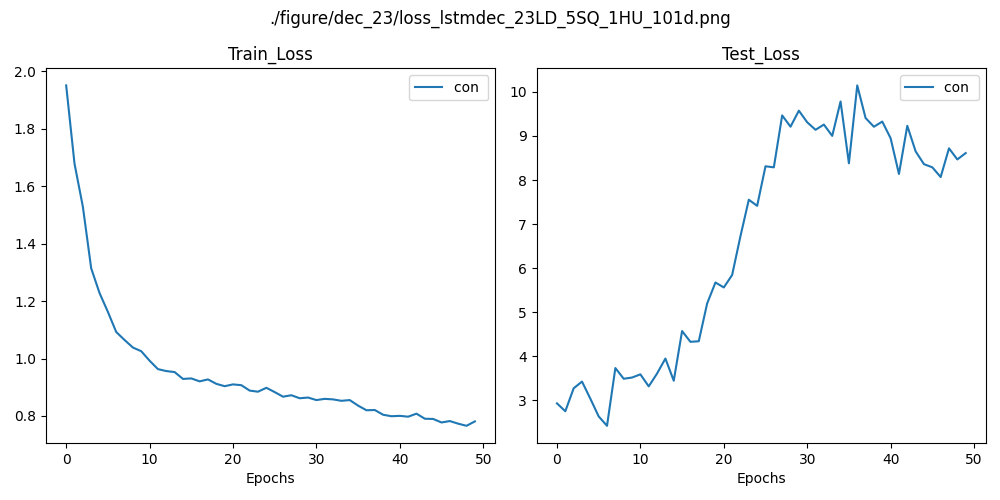 ./figure/dec_23/loss_lstmdec_23LD_5SQ_1HU_101d.png
Train_Loss
con
2.0
1.8
1.6
1.4
1.2
1.0
0.8
0 10 20 30 40 50
Epochs
Test_Loss
con
10
9
8
7
6
5
4
3
0 10 20 30 40 50
Epochs